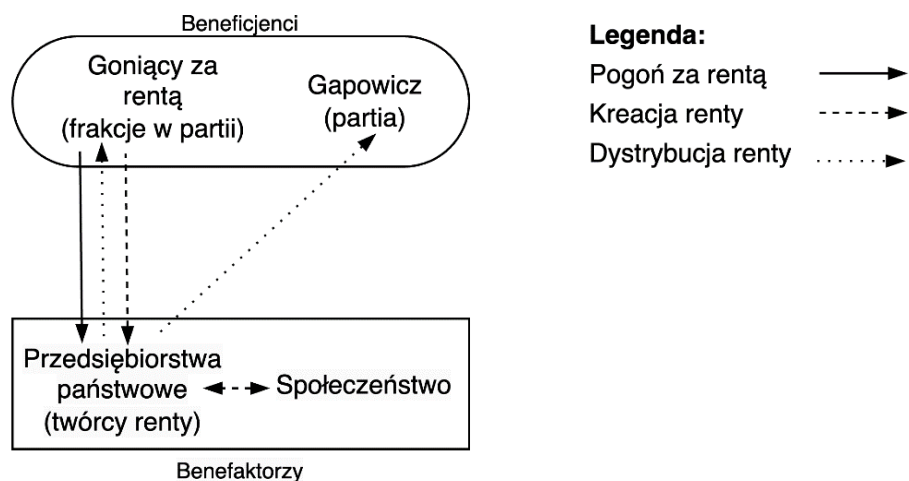 Beneficjenci
Goniący za
rentą
(frakcje w partii)
Gapowicz
(partia)
Przedsiębiorstwa
państwowe
(twórcy renty)
Społeczeństwo
Benefaktorzy
Legenda:
Pogoń za rentą
Kreacja renty
Dystrybucja renty